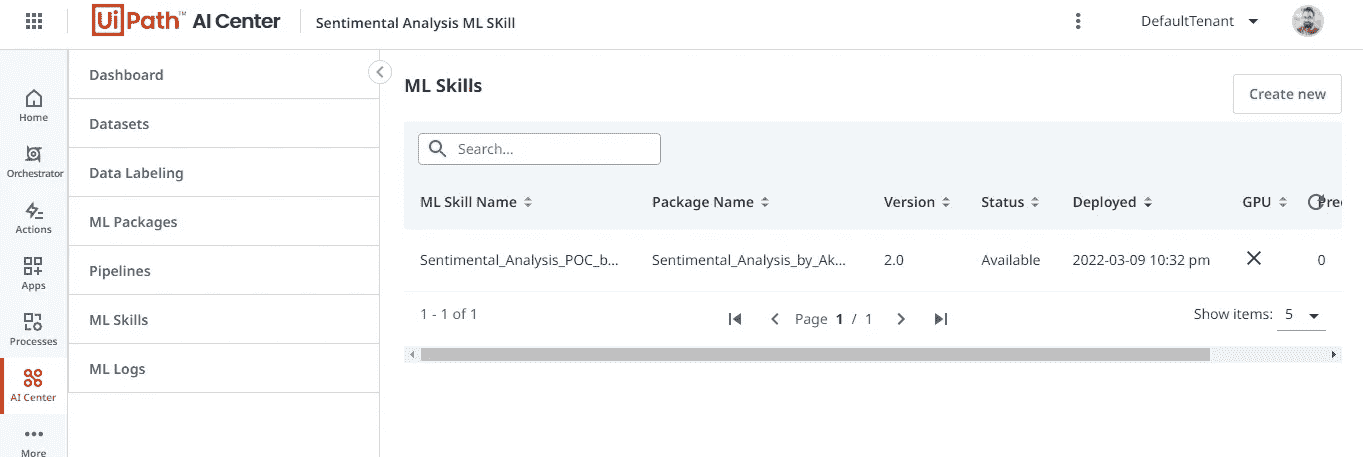 UiPath™ AI Center Sentimental Analysis ML SKill DefaultTenant
Home
Orchestrator
Actions
Apps
Processes
AI Center
More
Dashboard
Datasets
Data Labeling
ML Packages
Pipelines
ML Skills
ML Logs
ML Skills
Create new
Search...
ML Skill Name Package Name Version Status Deployed GPU
Sentimental_Analysis_POC_b... Sentimental_Analysis_by_Ak... 2.0 Available 2022-03-09 10:32 pm 0
1 - 1 of 1 Page 1 / 1 Show items: 5